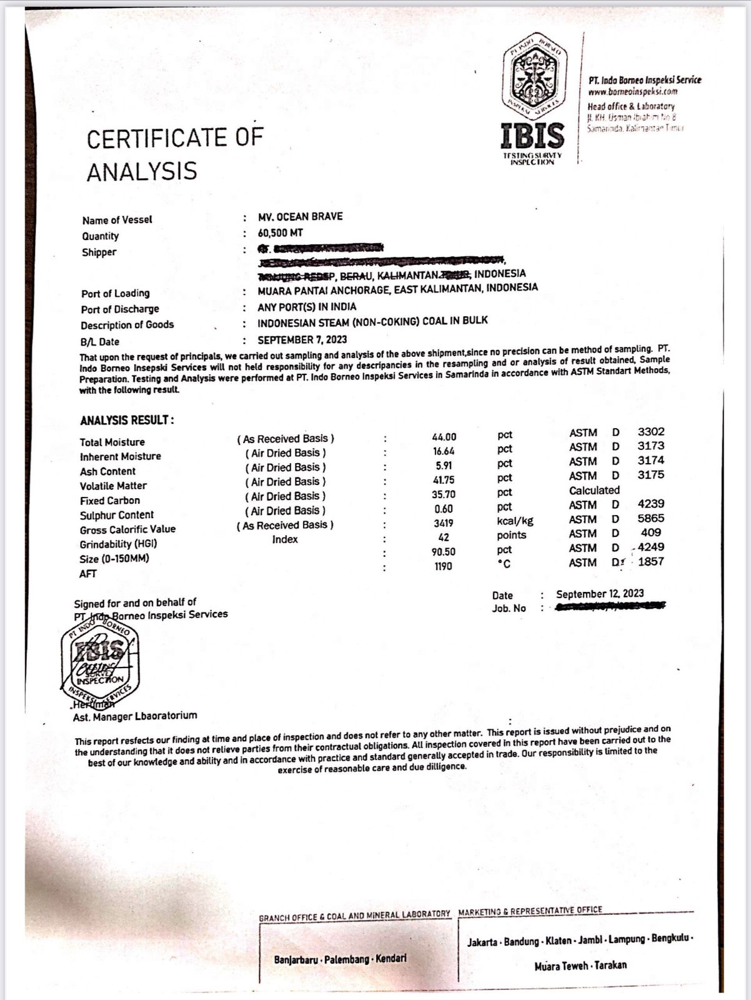 PT INDO BORNEO
INSPEKSI SERVICES
IBIS
TESTING SURVEY
INSPECTION
PT. Indo Borneo Inspeksi Service
www.borneoinspeksi.com
Head office & Laboratory
Jl. KH. Usman Ibrahim No 8
Samarinda, Kalimantan Timur
CERTIFICATE OF
ANALYSIS
Name of Vessel : MV. OCEAN BRAVE
Quantity : 60,500 MT
Shipper :
TANJUNG REDEP, BERAU, KALIMANTAN TIMUR, INDONESIA
Port of Loading : MUARA PANTAI ANCHORAGE, EAST KALIMANTAN, INDONESIA
Port of Discharge : ANY PORT(S) IN INDIA
Description of Goods : INDONESIAN STEAM (NON-COKING) COAL IN BULK
B/L Date : SEPTEMBER 7, 2023
That upon the request of principals, we carried out sampling and analysis of the above shipment,since no precision can be method of sampling. PT.
Indo Borneo Insepski Services will not held responsibility for any descripancies in the resampling and or analysis of result obtained, Sample
Preparation. Testing and Analysis were performed at PT. Indo Borneo Inspeksi Services in Samarinda in accordance with ASTM Standart Methods,
with the following result.
ANALYSIS RESULT :
Total Moisture ( As Received Basis ) : 44.00 pct ASTM D 3302
Inherent Moisture ( Air Dried Basis ) : 16.64 pct ASTM D 3173
Ash Content ( Air Dried Basis ) : 5.91 pct ASTM D 3174
Volatile Matter ( Air Dried Basis ) : 41.75 pct ASTM D 3175
Fixed Carbon ( Air Dried Basis ) : 35.70 pct Calculated
Sulphur Content ( Air Dried Basis ) : 0.60 pct ASTM D 4239
Gross Calorific Value ( As Received Basis ) : 3419 kcal/kg ASTM D 5865
Grindability (HGI) Index : 42 points ASTM D 409
Size (0-150MM) : 90.50 pct ASTM D 4249
AFT : 1190 °C ASTM D 1857
Date : September 12, 2023
Job. No :
Signed for and on behalf of
PT Indo Borneo Inspeksi Services
PT INDO BORNEO
IBIS
TESTING
SURVEY
INSPECTION
INSPEKSI SERVICES
Heruman
Ast. Manager Lbaoratorium
This report resfects our finding at time and place of inspection and does not refer to any other matter. This report is issued without prejudice and on
the understanding that it does not relieve parties from their contractual obligations. All inspection covered in this report have been carried out to the
best of our knowledge and ability and in accordance with practice and standard generally accepted in trade. Our responsibility is limited to the
exercise of reasonable care and due dilligence.
BRANCH OFFICE & COAL AND MINERAL LABORATORY
Banjarbaru · Palembang · Kendari
MARKETING & REPRESENTATIVE OFFICE
Jakarta · Bandung · Klaten · Jambi · Lampung · Bengkulu ·
Muara Teweh · Tarakan